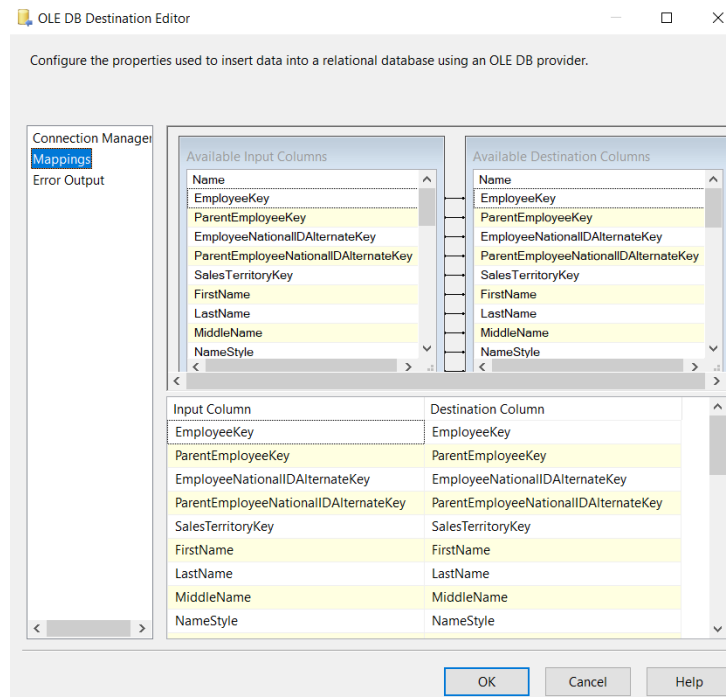 OLE DB Destination Editor
Configure the properties used to insert data into a relational database using an OLE DB provider.
Connection Manager
Mappings
Error Output
Available Input Columns
Name
EmployeeKey
ParentEmployeeKey
EmployeeNationalIDAlternateKey
ParentEmployeeNationalIDAlternateKey
SalesTerritoryKey
FirstName
LastName
MiddleName
NameStyle
Available Destination Columns
Name
EmployeeKey
ParentEmployeeKey
EmployeeNationalIDAlternateKey
ParentEmployeeNationalIDAlternateKey
SalesTerritoryKey
FirstName
LastName
MiddleName
NameStyle
Input Column Destination Column
EmployeeKey EmployeeKey
ParentEmployeeKey ParentEmployeeKey
EmployeeNationalIDAlternateKey EmployeeNationalIDAlternateKey
ParentEmployeeNationalIDAlternateKey ParentEmployeeNationalIDAlternateKey
SalesTerritoryKey SalesTerritoryKey
FirstName FirstName
LastName LastName
MiddleName MiddleName
NameStyle NameStyle
OK Cancel Help